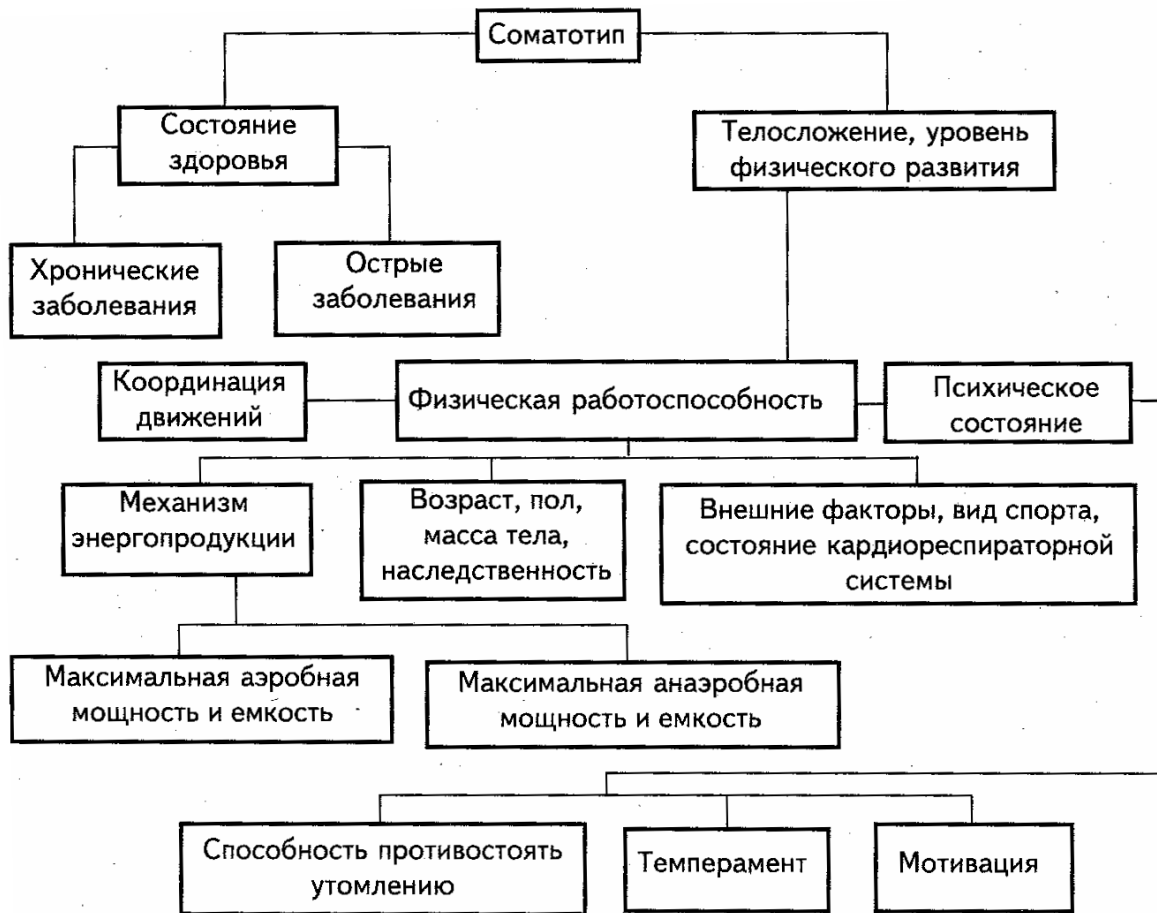 Соматотип
Состояние
здоровья
Телосложение, уровень
физического развития
Хронические
заболевания
Острые
заболевания
Координация
движений
Физическая работоспособность
Психическое
состояние
Механизм
энергопродукции
Возраст, пол,
масса тела,
наследственность
Внешние факторы, вид спорта,
состояние кардиореспираторной
системы
Максимальная аэробная
мощность и емкость
Максимальная анаэробная
мощность и емкость
Способность противостоять
утомлению
Темперамент
Мотивация